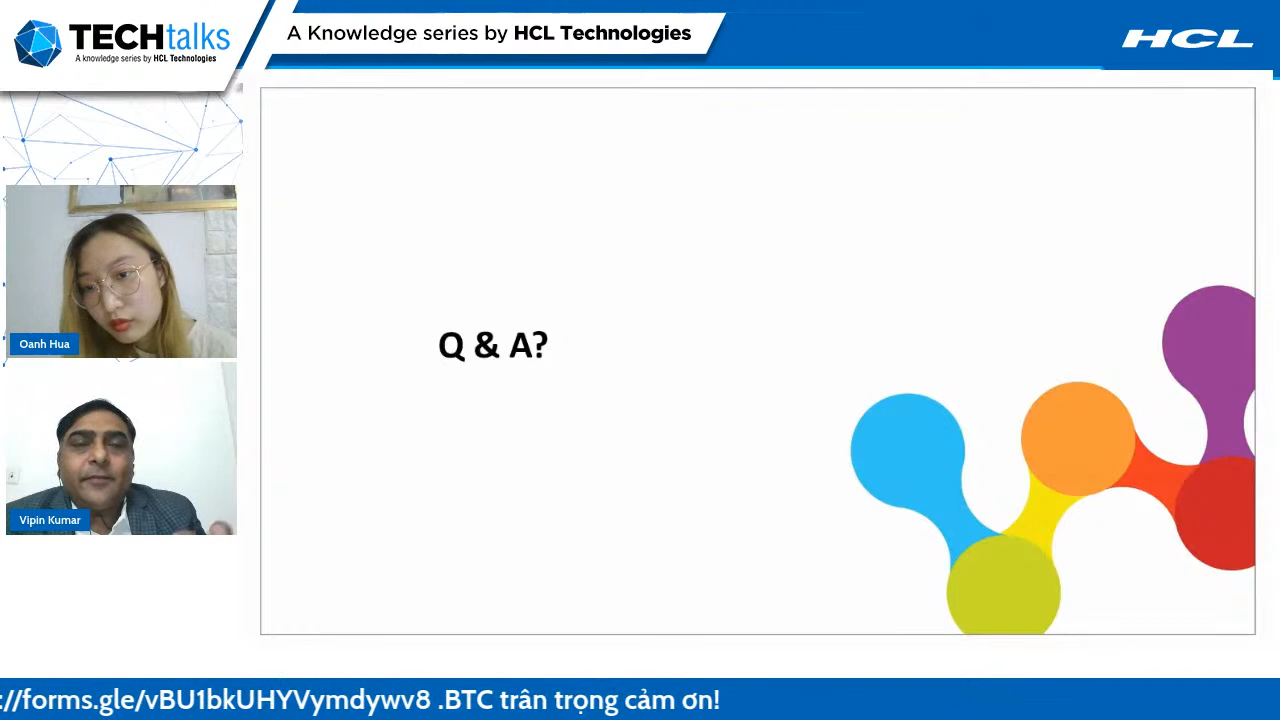 TECHtalks
A knowledge series by HCL Technologies
A Knowledge series by HCL Technologies
HCL
Oanh Hua
Q & A?
Vipin Kumar
://forms.gle/vBU1bkUHYVymdywv8 .BTC trân trọng cảm ơn!